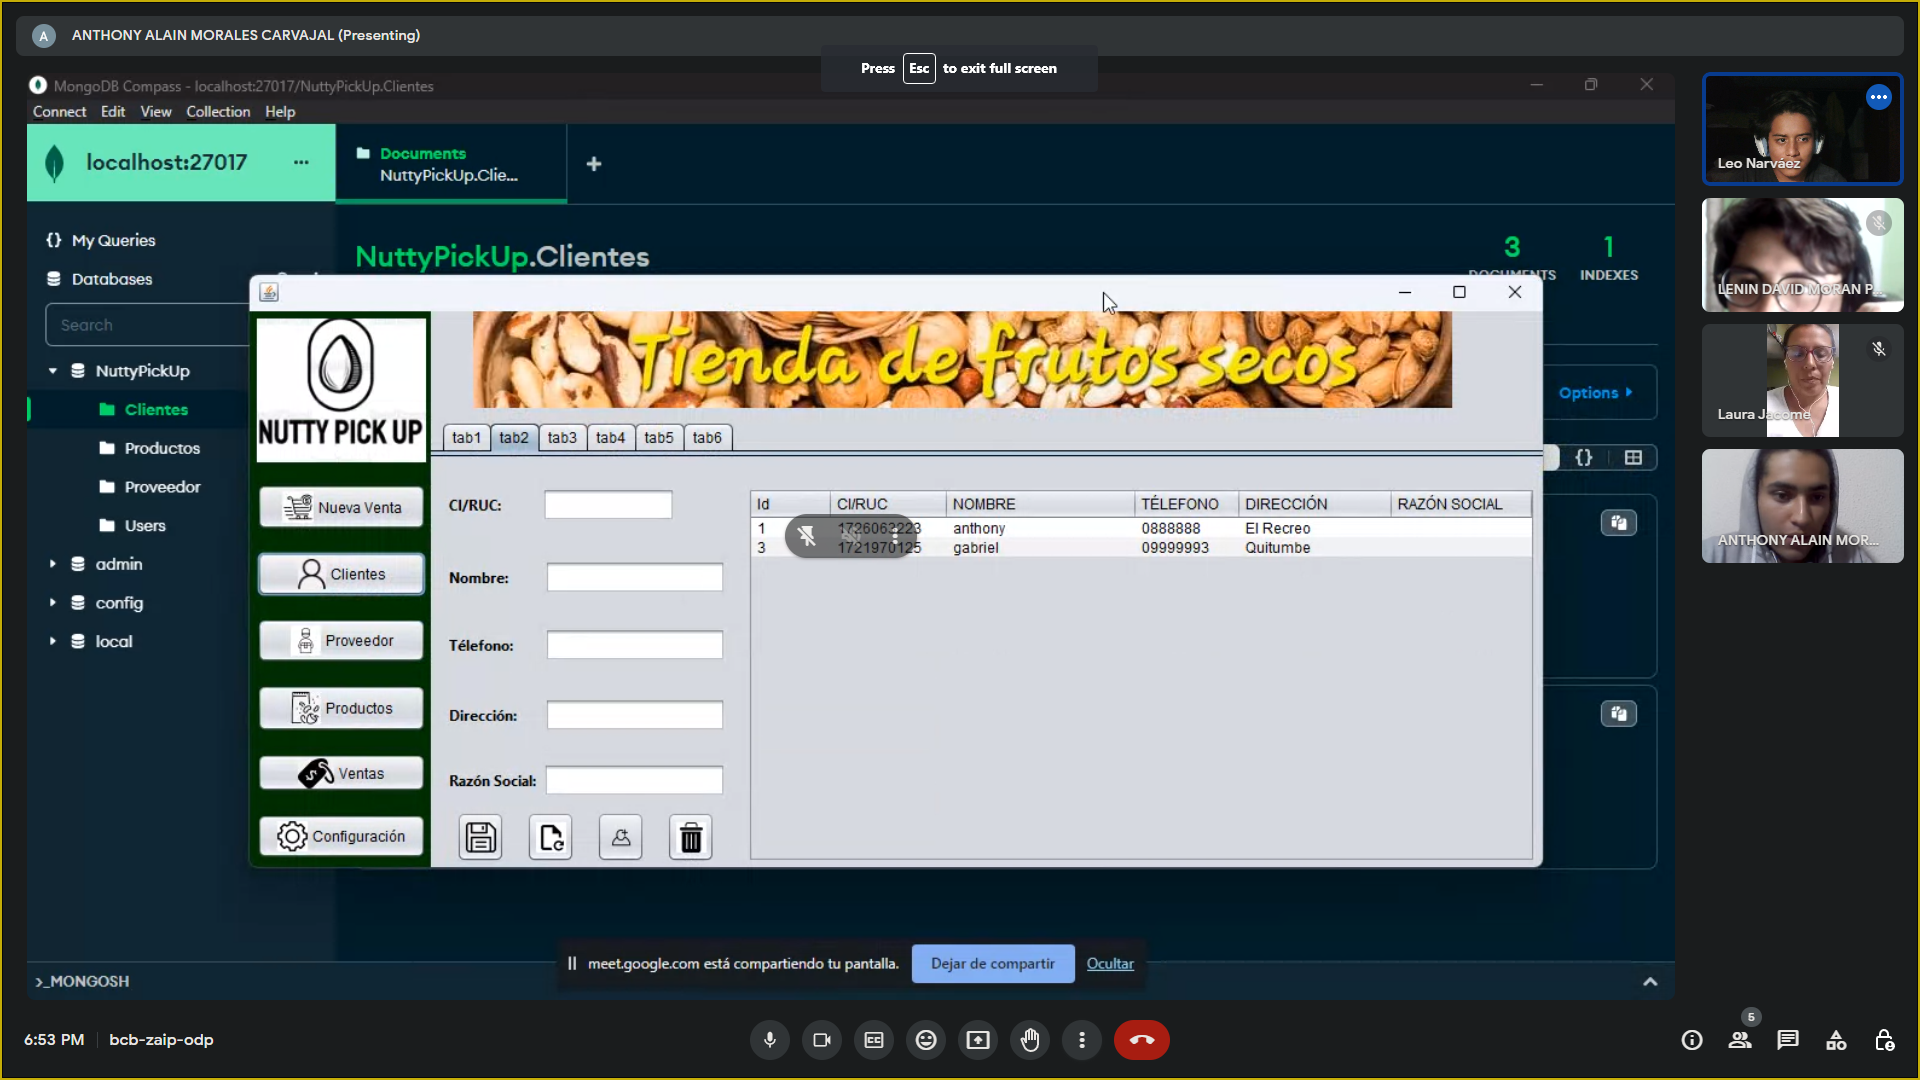 A ANTHONY ALAIN MORALES CARVAJAL (Presenting)
Press Esc to exit full screen
MongoDB Compass - localhost:27017/NuttyPickUp.Clientes
Connect Edit View Collection Help
localhost:27017 ...
Documents
NuttyPickUp.Clie...
+
{} My Queries
Databases
Search
NuttyPickUp
Clientes
Productos
Proveedor
Users
admin
config
local
NuttyPickUp.Clientes
3
DOCUMENTS
1
INDEXES
Options
{}
Tienda de frutos secos
NUTTY PICK UP
tab1 tab2 tab3 tab4 tab5 tab6
Nueva Venta
Clientes
Proveedor
Productos
Ventas
Configuración
CI/RUC:
Nombre:
Télefono:
Dirección:
Razón Social:
Id CI/RUC NOMBRE TÉLEFONO DIRECCIÓN RAZÓN SOCIAL
1 1726063223 anthony 0888888 El Recreo
3 1721970125 gabriel 09999993 Quitumbe
meet.google.com está compartiendo tu pantalla. Dejar de compartir Ocultar
>_MONGOSH
Leo Narváez
LENIN DAVID MORAN P...
Laura Jacome
ANTHONY ALAIN MOR...
6:53 PM bcb-zaip-odp
CC
5